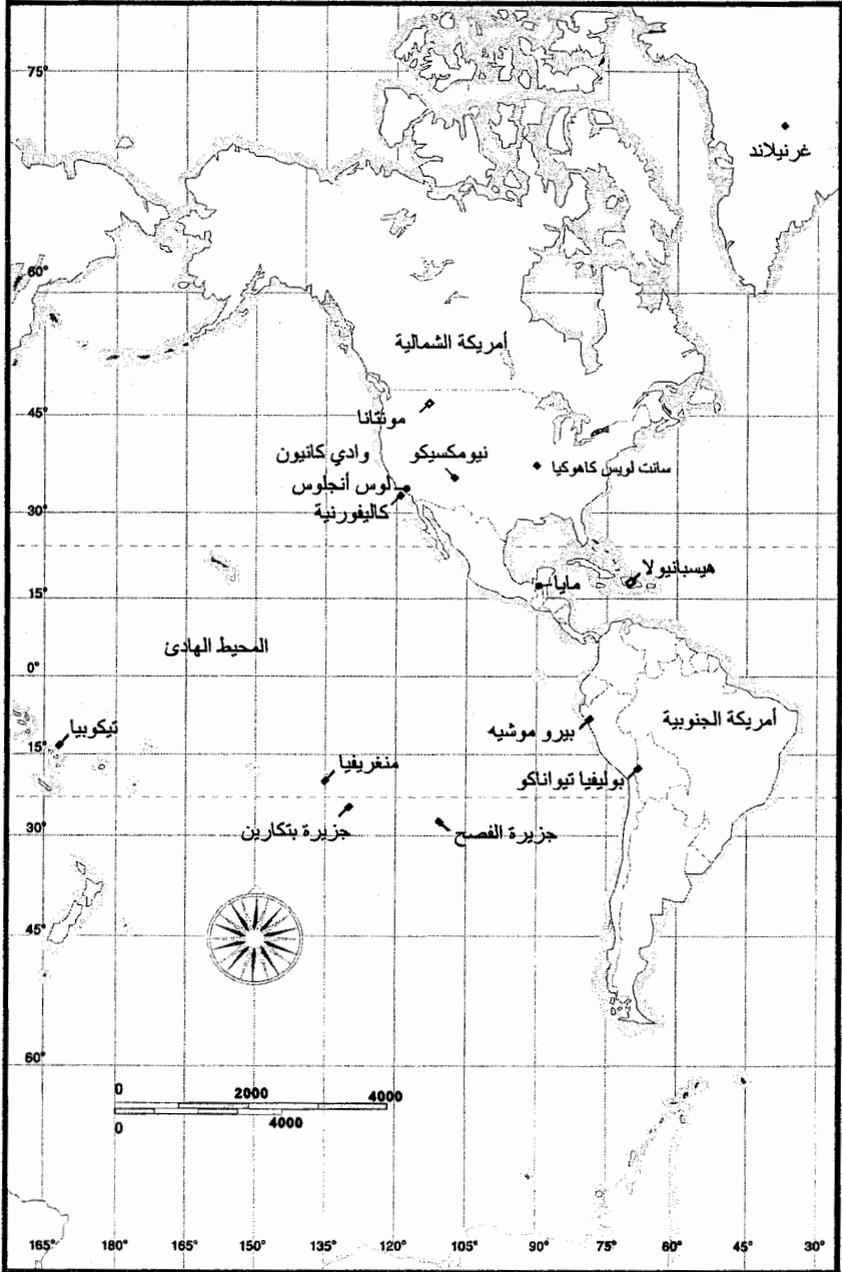 75°
غرنيلاند
60°
أمريكة الشمالية
مونتانا
45°
وادي كانيون
نيومكسيكو
سانت لويس كاهوكيا
لوس أنجلوس
كاليفورنية
30°
هيسبانيولا
مايا
15°
المحيط الهادئ
0°
أمريكة الجنوبية
تيكوبيا
بيرو موشيه
15°
منغريفيا
بوليفيا تيواناكو
جزيرة بتكارين
جزيرة الفصح
30°
45°
60°
0 2000 4000
0 4000
165° 180° 165° 150° 135° 120° 105° 90° 75° 60° 45° 30°